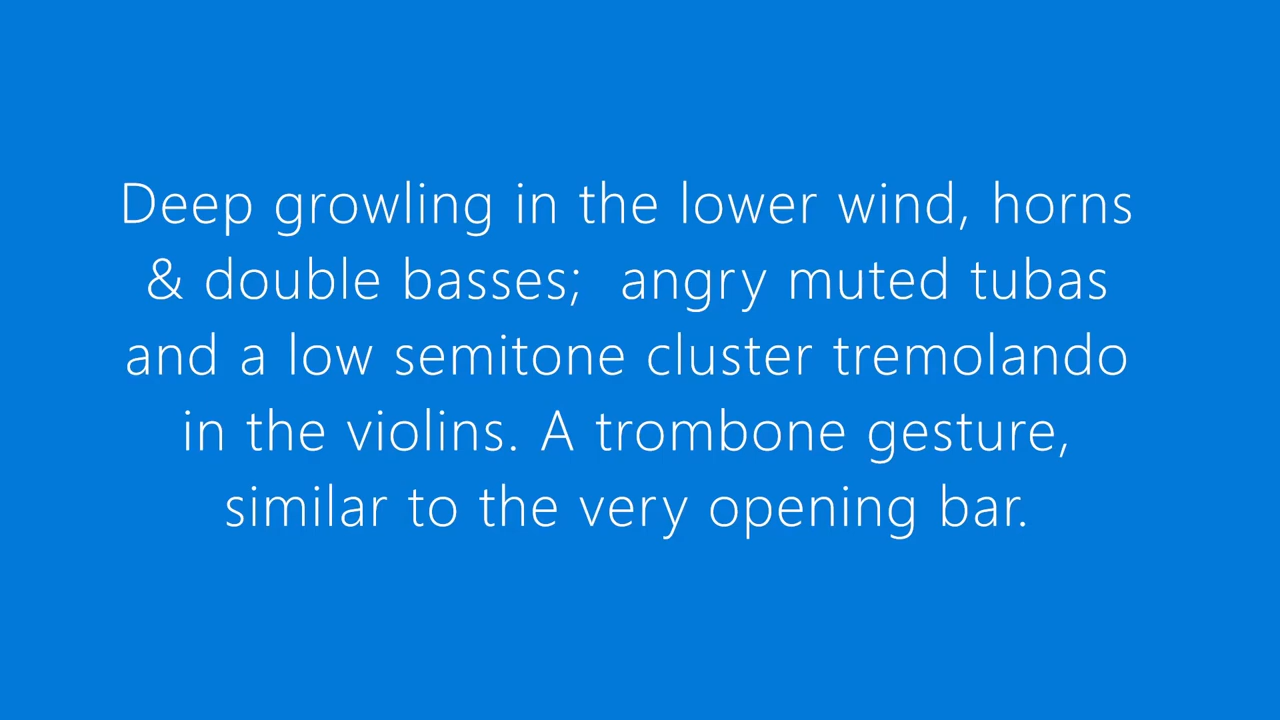 Deep growling in the lower wind, horns
& double basses;  angry muted tubas
and a low semitone cluster tremolando
in the violins. A trombone gesture,
similar to the very opening bar.